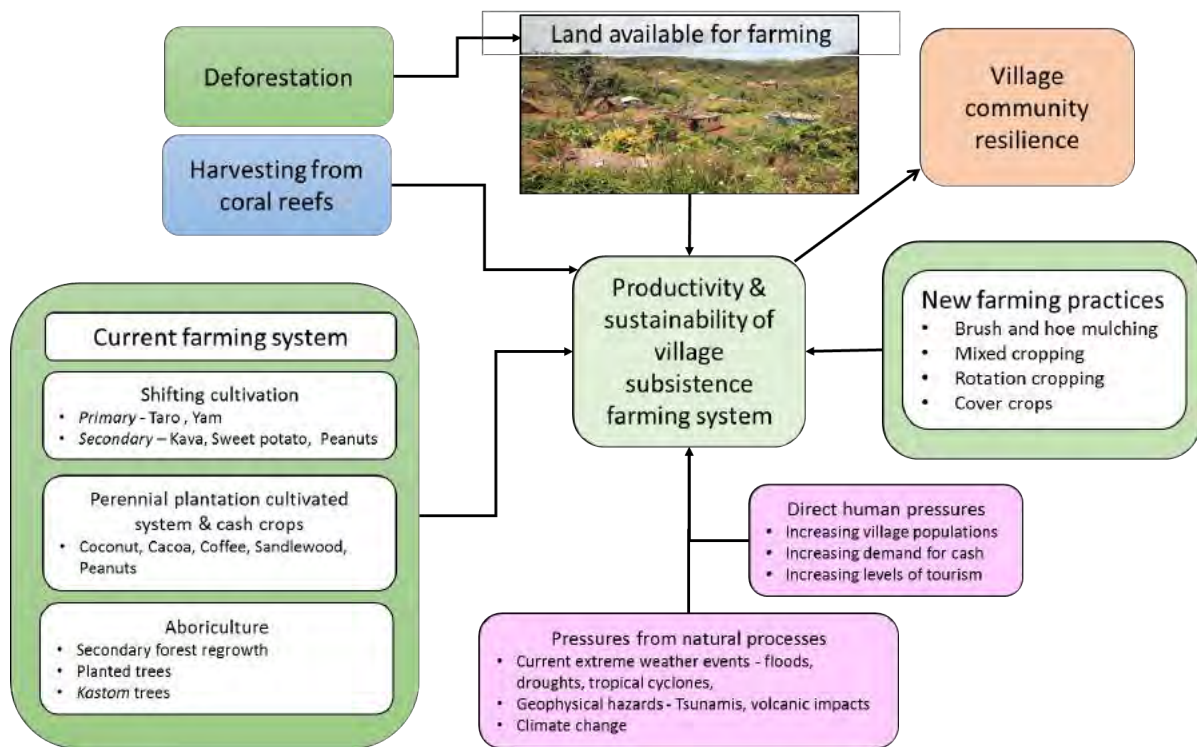 Land available for farming
Deforestation
Village
community
resilience
Harvesting from
coral reefs
Productivity &
sustainability of
village
subsistence
farming system
New farming practices
• Brush and hoe mulching
• Mixed cropping
• Rotation cropping
• Cover crops
Current farming system
Shifting cultivation
• Primary - Taro , Yam
• Secondary – Kava, Sweet potato, Peanuts
Perennial plantation cultivated
system & cash crops
• Coconut, Cacoa, Coffee, Sandlewood,
Peanuts
Aboriculture
• Secondary forest regrowth
• Planted trees
• Kastom trees
Direct human pressures
• Increasing village populations
• Increasing demand for cash
• Increasing levels of tourism
Pressures from natural processes
• Current extreme weather events - floods,
droughts, tropical cyclones,
• Geophysical hazards - Tsunamis, volcanic impacts
• Climate change